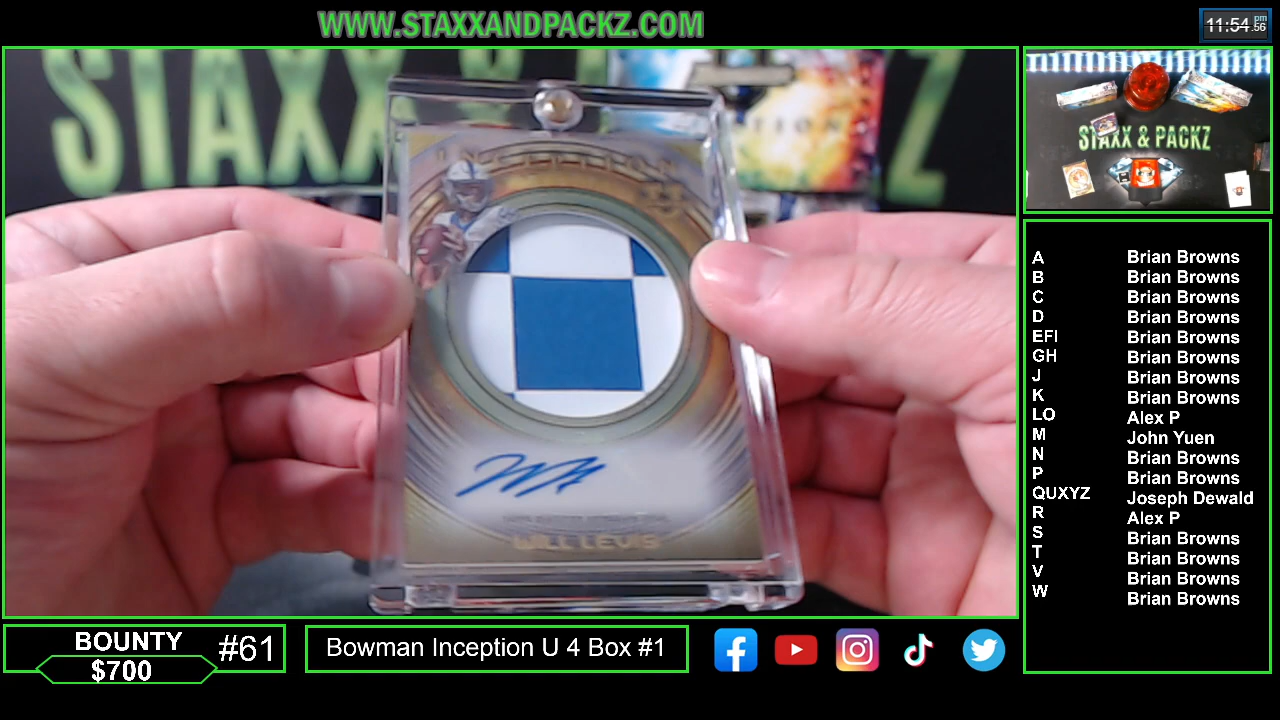 WWW.STAXXANDPACKZ.COM
11:54 pm
.56
STAXX & PACKZ
INCEPTION
WILL LEVIS
STAXX & PACKZ
A Brian Browns
B Brian Browns
C Brian Browns
D Brian Browns
EFI Brian Browns
GH Brian Browns
J Brian Browns
K Brian Browns
LO Alex P
M John Yuen
N Brian Browns
P Brian Browns
QUXYZ Joseph Dewald
R Alex P
S Brian Browns
T Brian Browns
V Brian Browns
W Brian Browns
BOUNTY
$700
#61
Bowman Inception U 4 Box #1